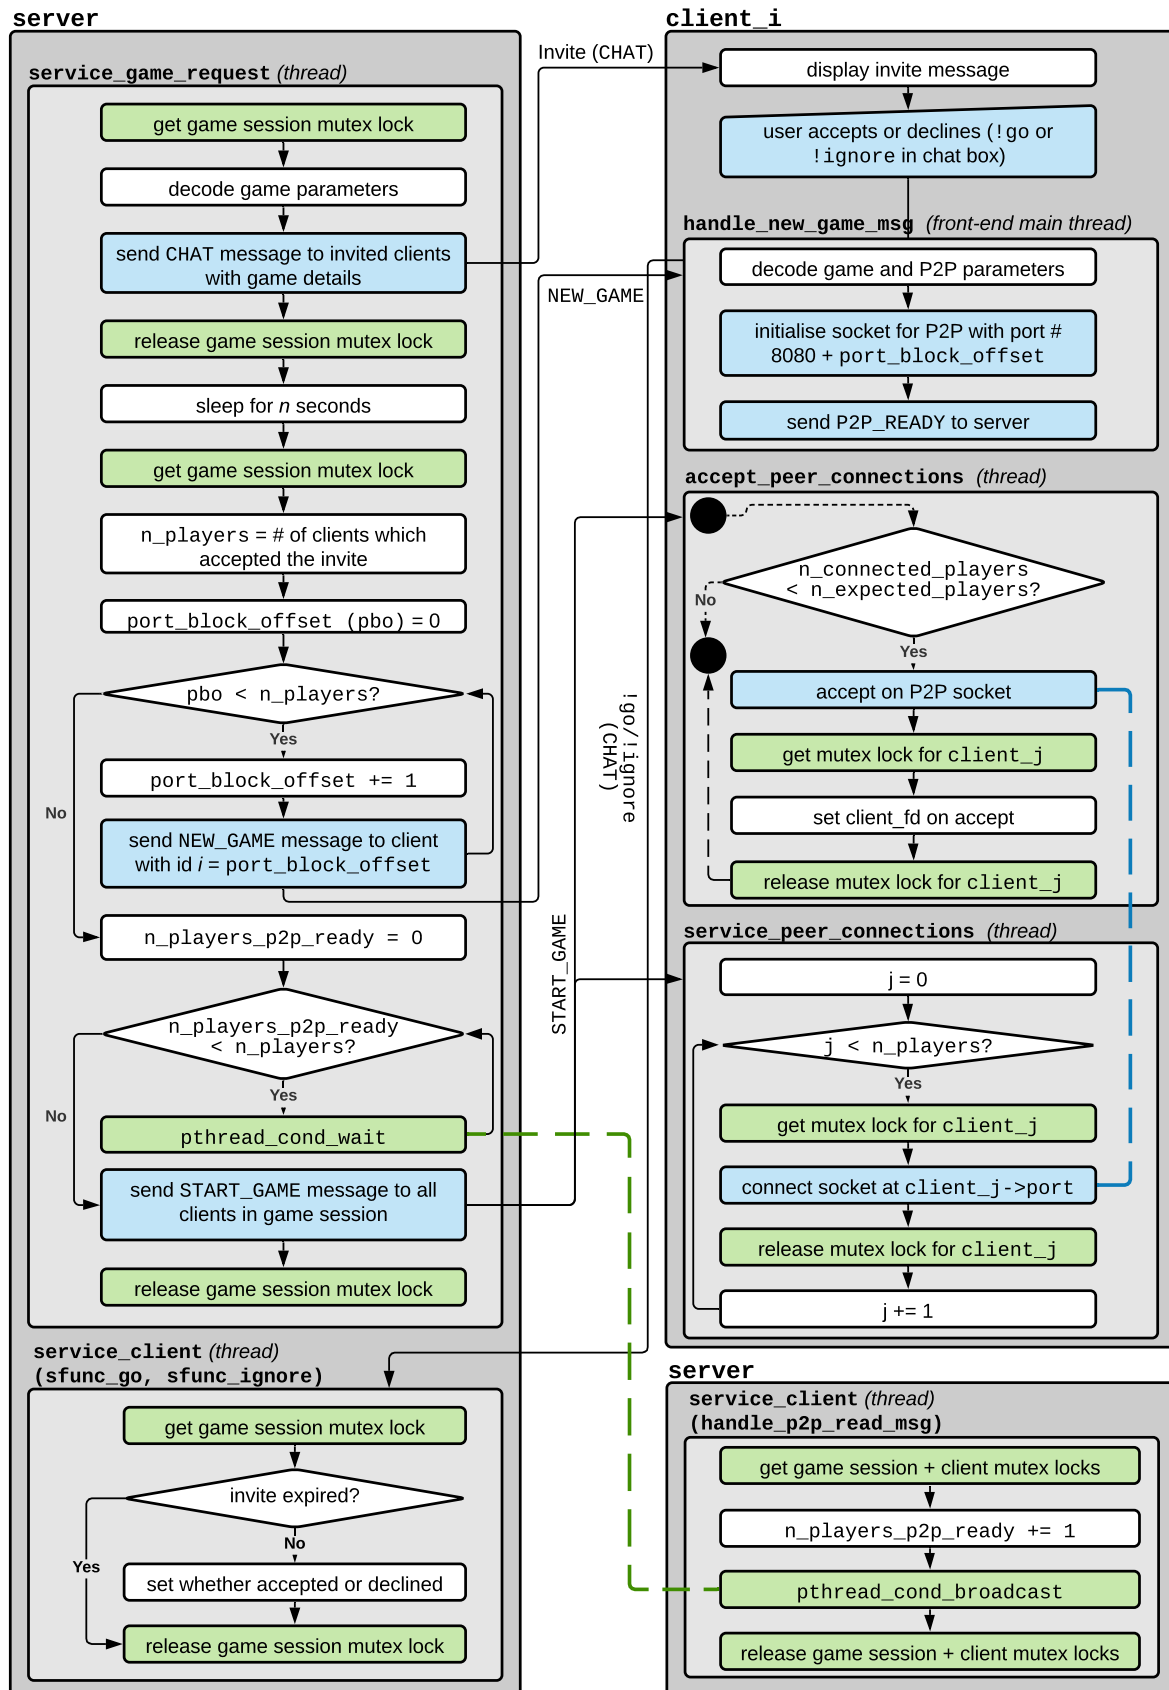 server
service_game_request (thread)
get game session mutex lock
decode game parameters
send CHAT message to invited clients
with game details
release game session mutex lock
sleep for n seconds
get game session mutex lock
n_players = # of clients which
accepted the invite
port_block_offset (pbo) = 0
pbo < n_players?
Yes
No
port_block_offset += 1
send NEW_GAME message to client
with id i = port_block_offset
n_players_p2p_ready = 0
n_players_p2p_ready
< n_players?
Yes
No
pthread_cond_wait
send START_GAME message to all
clients in game session
release game session mutex lock
service_client (thread)
(sfunc_go, sfunc_ignore)
get game session mutex lock
invite expired?
No
Yes
set whether accepted or declined
release game session mutex lock
Invite (CHAT)
NEW_GAME
!go/!ignore
(CHAT)
START_GAME
client_i
display invite message
user accepts or declines (!go or
!ignore in chat box)
handle_new_game_msg (front-end main thread)
decode game and P2P parameters
initialise socket for P2P with port #
8080 + port_block_offset
send P2P_READY to server
accept_peer_connections (thread)
n_connected_players
< n_expected_players?
No
Yes
accept on P2P socket
get mutex lock for client_j
set client_fd on accept
release mutex lock for client_j
service_peer_connections (thread)
j = 0
j < n_players?
Yes
get mutex lock for client_j
connect socket at client_j->port
release mutex lock for client_j
j += 1
server
service_client (thread)
(handle_p2p_read_msg)
get game session + client mutex locks
n_players_p2p_ready += 1
pthread_cond_broadcast
release game session + client mutex locks